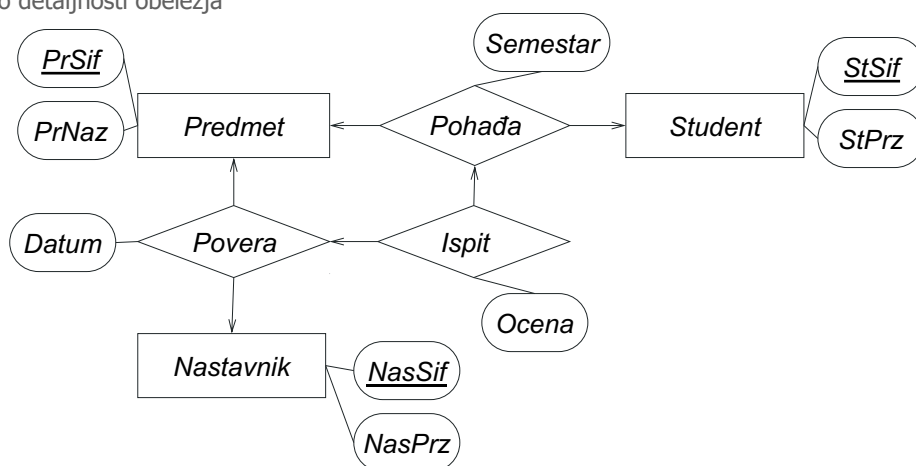 detaljnosti obeležja
Semestar
PrSif
StSif
Predmet
Pohađa
Student
PrNaz
StPrz
Datum
Povera
Ispit
Ocena
Nastavnik
NasSif
NasPrz